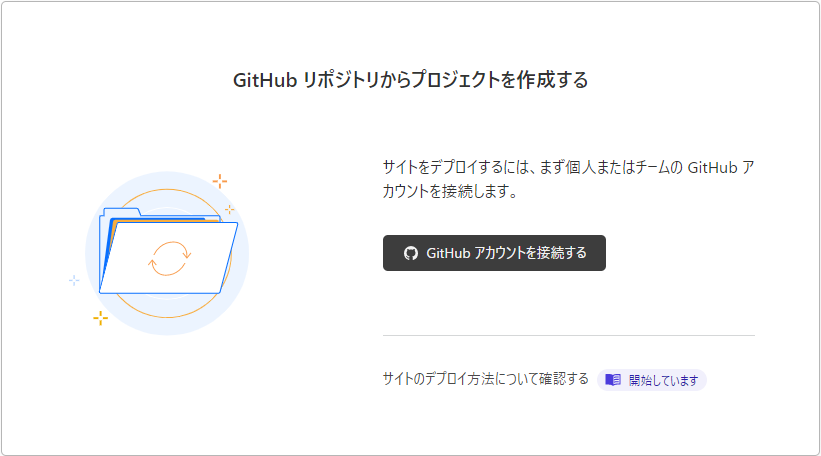 GitHub リポジトリからプロジェクトを作成する
サイトをデプロイするには、まず個人またはチームの GitHub ア
カウントを接続します。
GitHub アカウントを接続する
サイトのデプロイ方法について確認する 開始しています